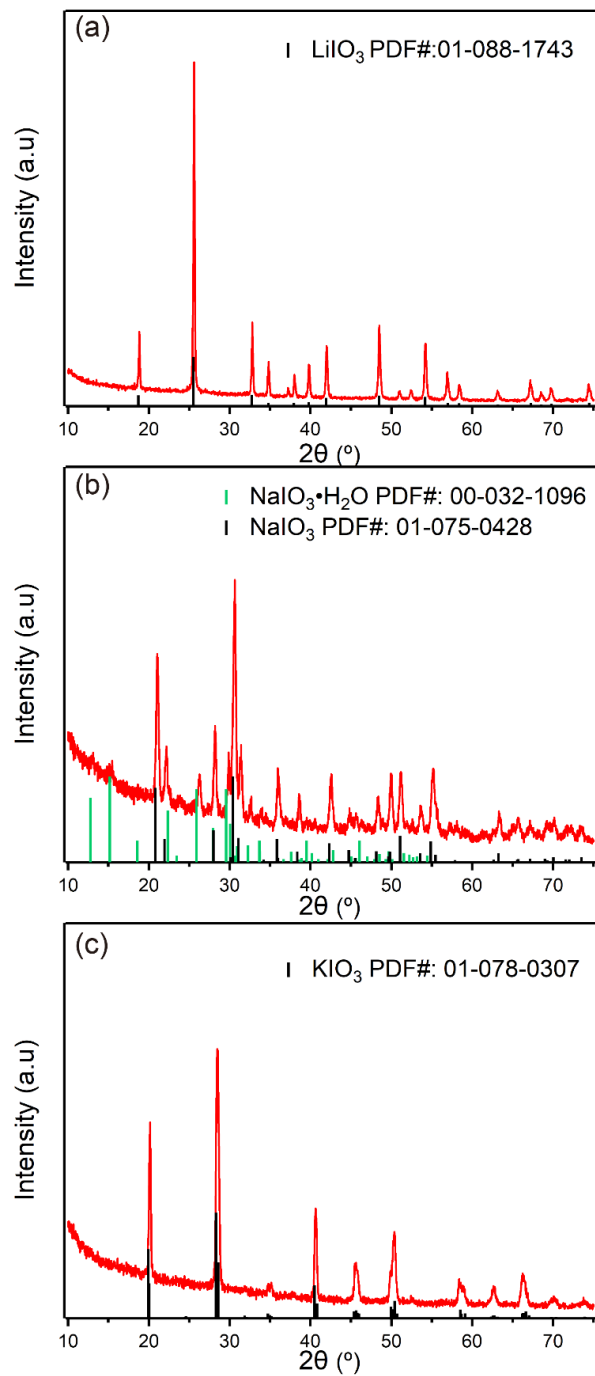 (a)
LiIO₃ PDF#:01-088-1743
Intensity (a.u)
10 20 30 40 50 60 70
2θ (º)
(b)
NaIO₃•H₂O PDF#: 00-032-1096
NaIO₃ PDF#: 01-075-0428
Intensity (a.u)
10 20 30 40 50 60 70
2θ (º)
(c)
KIO₃ PDF#: 01-078-0307
Intensity (a.u)
10 20 30 40 50 60 70
2θ (º)